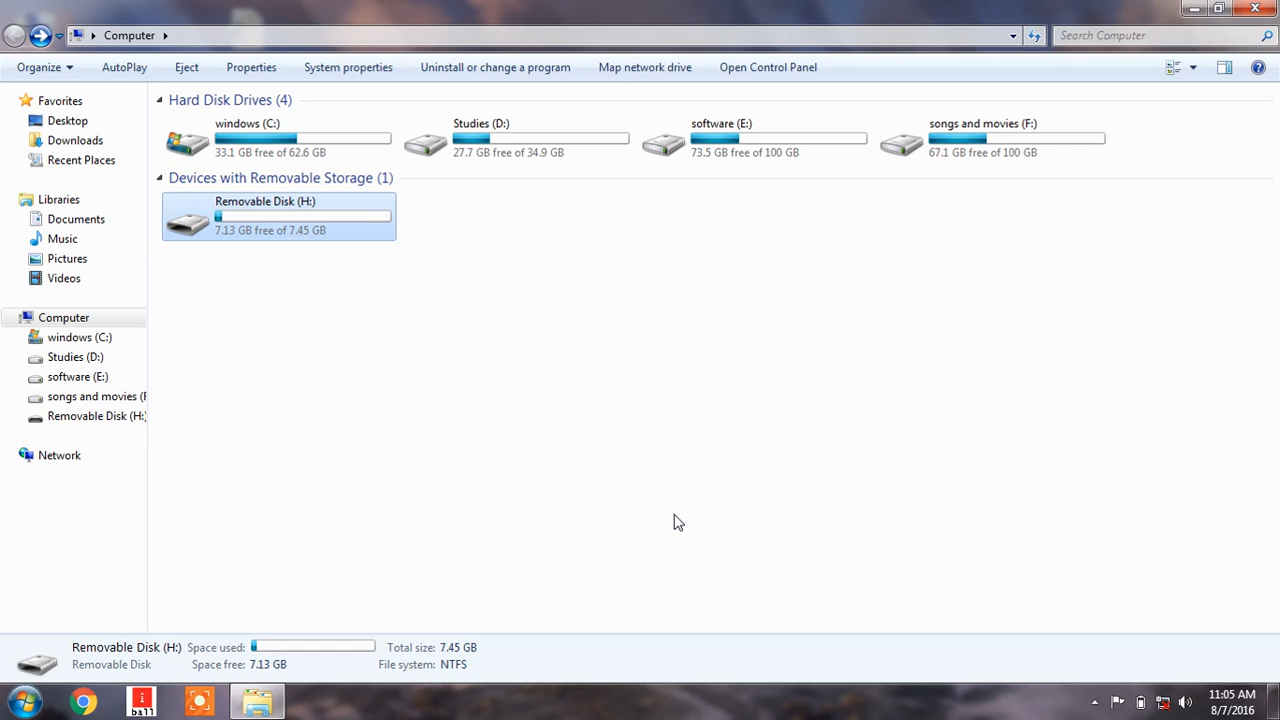 Computer
Search Computer
Organize AutoPlay Eject Properties System properties Uninstall or change a program Map network drive Open Control Panel
Favorites
Desktop
Downloads
Recent Places
Libraries
Documents
Music
Pictures
Videos
Computer
windows (C:)
Studies (D:)
software (E:)
songs and movies (F
Removable Disk (H:)
Network
Hard Disk Drives (4)
windows (C:)
33.1 GB free of 62.6 GB
Studies (D:)
27.7 GB free of 34.9 GB
software (E:)
73.5 GB free of 100 GB
songs and movies (F:)
67.1 GB free of 100 GB
Devices with Removable Storage (1)
Removable Disk (H:)
7.13 GB free of 7.45 GB
Removable Disk (H:) Space used: Total size: 7.45 GB
Removable Disk Space free: 7.13 GB File system: NTFS
i
ball
11:05 AM
8/7/2016